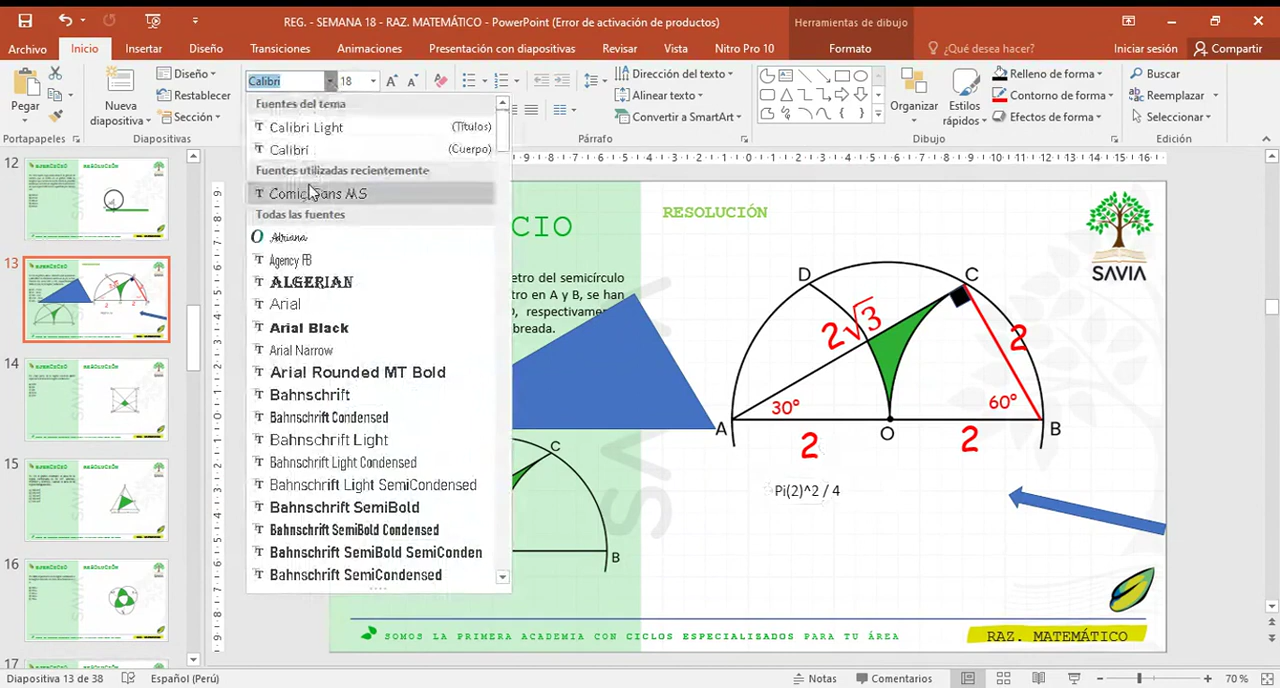 REG. - SEMANA 18 - RAZ. MATEMÁTICO - PowerPoint (Error de activación de productos)
Herramientas de dibujo
Archivo Inicio Insertar Diseño Transiciones Animaciones Presentación con diapositivas Revisar Vista Nitro Pro 10 Formato ¿Qué desea hacer? Iniciar sesión Compartir
Pegar
Portapapeles
Nueva diapositiva
Diseño
Restablecer
Sección
Diapositivas
Calibri 18
Dirección del texto
Alinear texto
Convertir a SmartArt
Párrafo
Organizar
Estilos rápidos
Relleno de forma
Contorno de forma
Efectos de forma
Dibujo
Buscar
Reemplazar
Seleccionar
Edición
Fuentes del tema
Calibri Light (Títulos)
Calibri (Cuerpo)
Fuentes utilizadas recientemente
Comic Sans MS
Todas las fuentes
Adriana
Agency FB
ALGERIAN
Arial
Arial Black
Arial Narrow
Arial Rounded MT Bold
Bahnschrift
Bahnschrift Condensed
Bahnschrift Light
Bahnschrift Light Condensed
Bahnschrift Light SemiCondensed
Bahnschrift SemiBold
Bahnschrift SemiBold Condensed
Bahnschrift SemiBold SemiConden
Bahnschrift SemiCondensed
12
13
14
15
16
17
CIO
RESOLUCIÓN
SAVIA
etro del semicírculo
tro en A y B, se han
D, respectivamen
breada.
D
C
2√3
2
30°
60°
A
O
B
2
2
Pi(2)^2 / 4
C
B
SOMOS LA PRIMERA ACADEMIA CON CICLOS ESPECIALISADOS PARA TU ÁREA
RAZ. MATEMÁTICO
Diapositiva 13 de 38 Español (Perú) Notas Comentarios 70 %